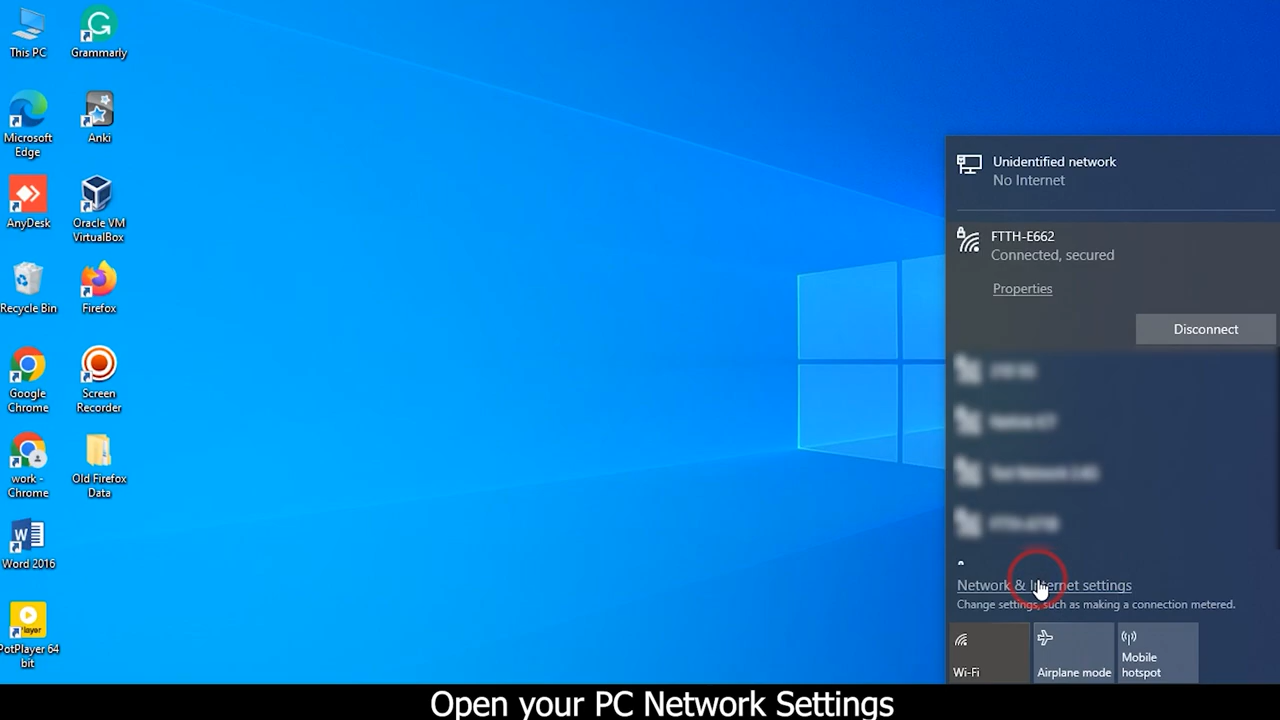 This PC
Grammarly
Microsoft
Edge
Anki
AnyDesk
Oracle VM
VirtualBox
Recycle Bin
Firefox
Google
Chrome
Screen
Recorder
work -
Chrome
Old Firefox
Data
Word 2016
PotPlayer 64
bit
Unidentified network
No Internet
FTTH-E662
Connected, secured
Properties
Disconnect
Network & Internet settings
Change settings, such as making a connection metered.
Wi-Fi
Airplane mode
Mobile
hotspot
Open your PC Network Settings